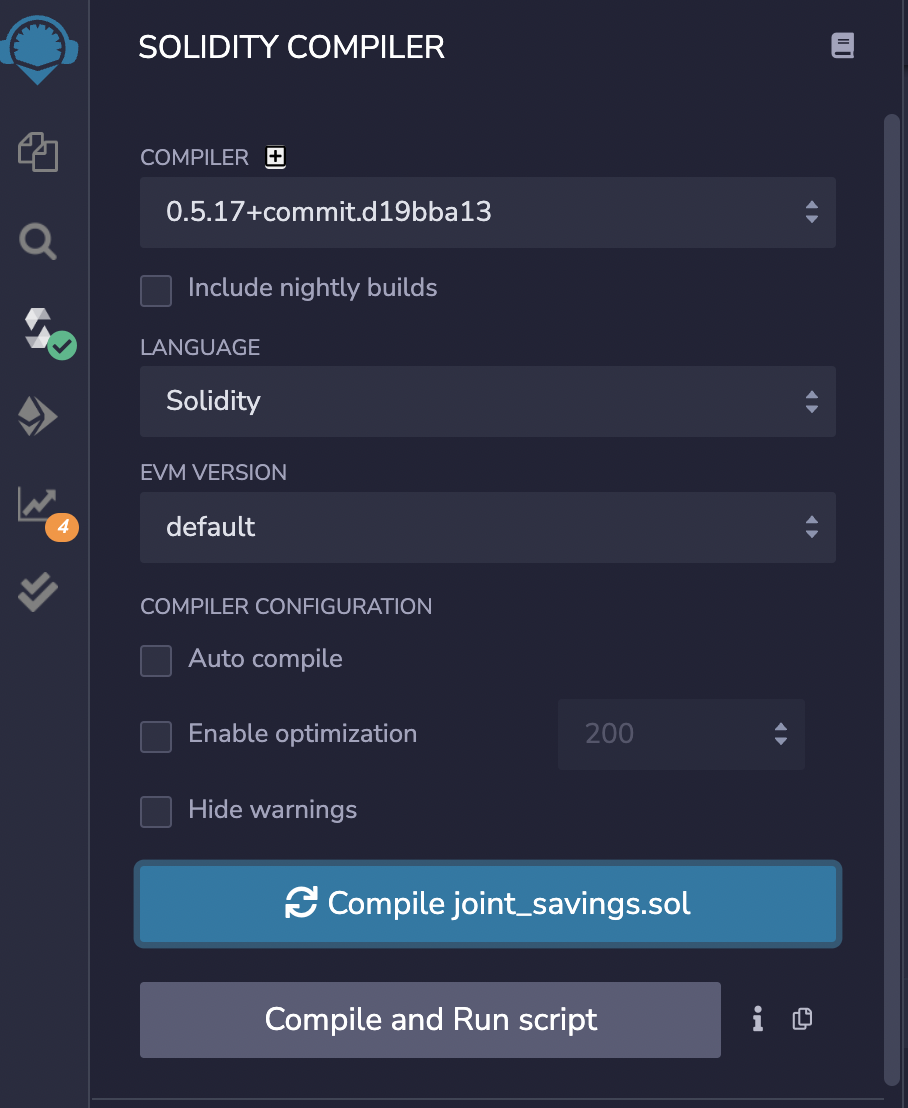 SOLIDITY COMPILER
COMPILER
0.5.17+commit.d19bba13
Include nightly builds
LANGUAGE
Solidity
EVM VERSION
default
4
COMPILER CONFIGURATION
Auto compile
Enable optimization 200
Hide warnings
Compile joint_savings.sol
Compile and Run script